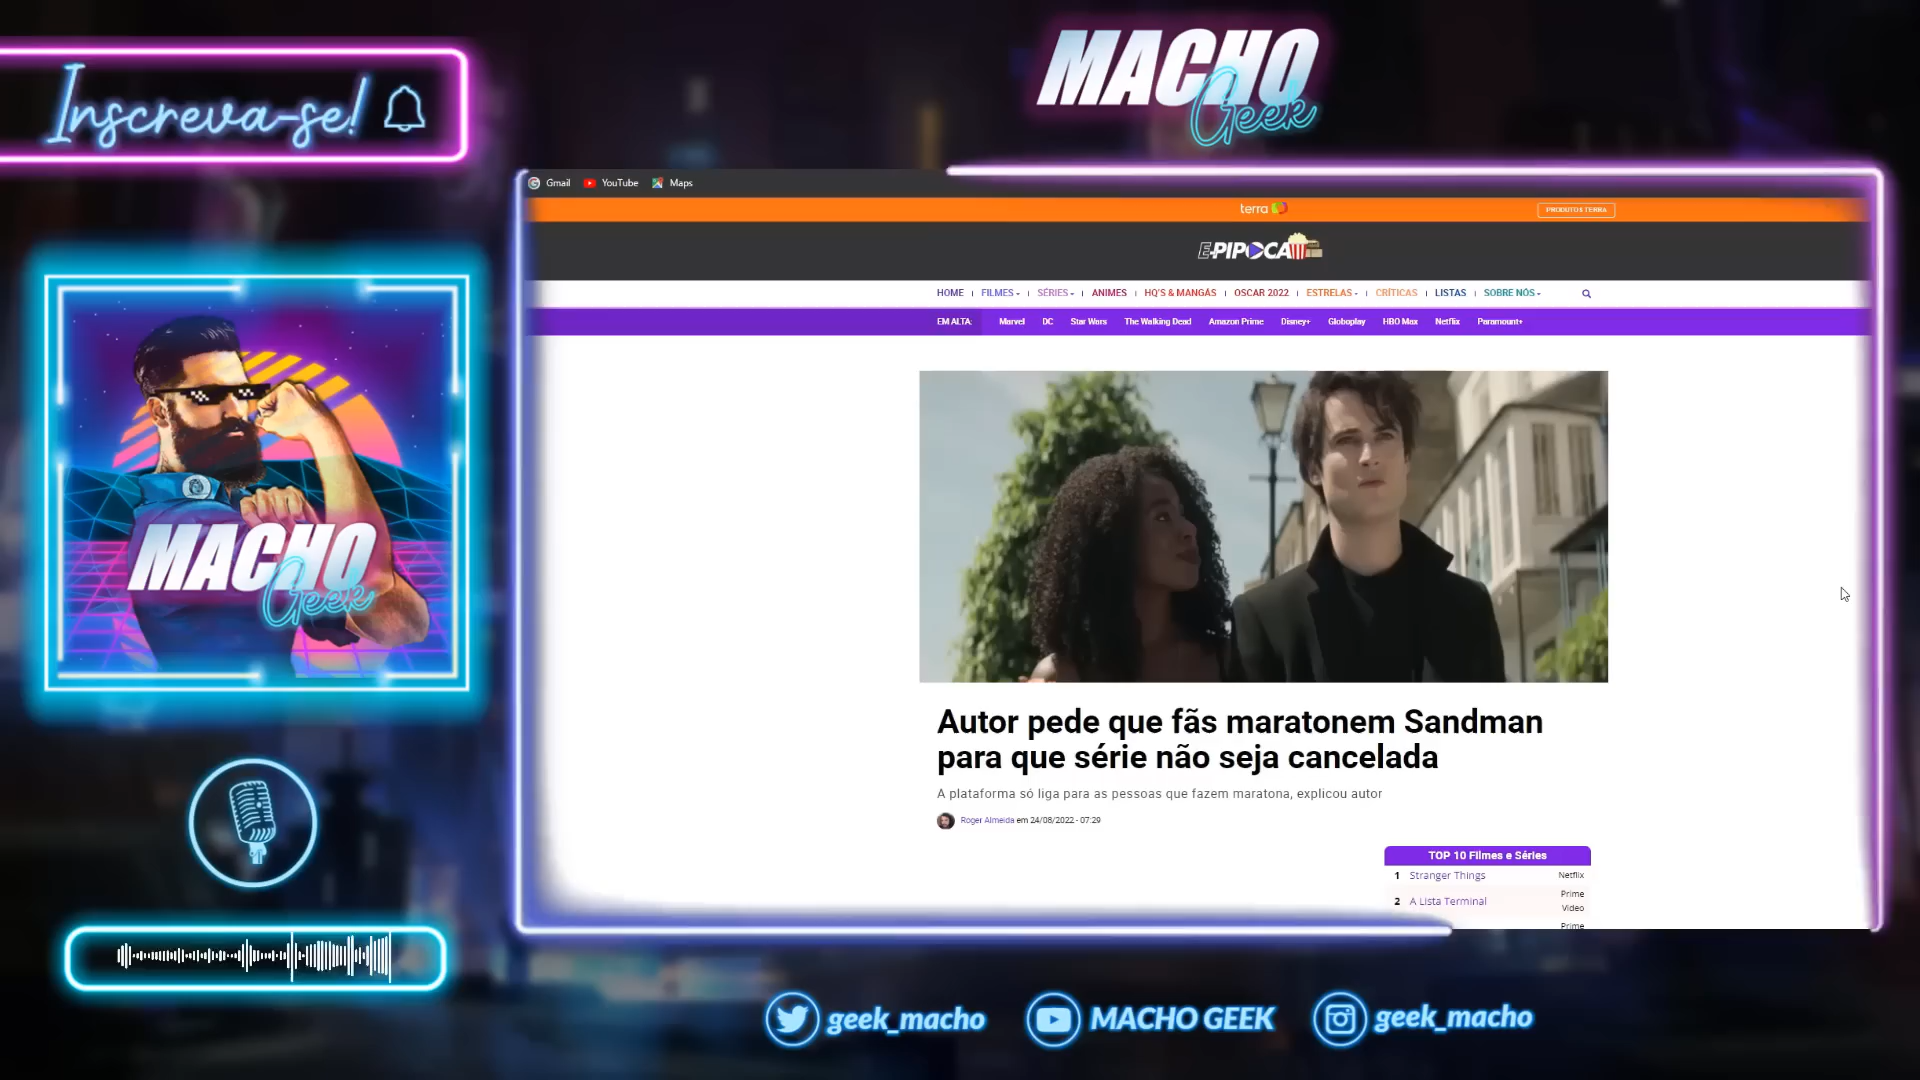 Inscreva-se!
MACHO
Geek
Gmail
YouTube
Maps
terra
PRODUTOS TERRA
E-PIPOCA
HOME
FILMES
SÉRIES
ANIMES
HQ'S & MANGÁS
OSCAR 2022
ESTRELAS
CRÍTICAS
LISTAS
SOBRE NÓS
EM ALTA:
Marvel
DC
Star Wars
The Walking Dead
Amazon Prime
Disney+
Globoplay
HBO Max
Netflix
Paramount+
MACHO
Geek
Autor pede que fãs maratonem Sandman
para que série não seja cancelada
A plataforma só liga para as pessoas que fazem maratona, explicou autor
Roger Almeida em 24/08/2022 - 07:29
TOP 10 Filmes e Séries
1 Stranger Things Netflix
2 A Lista Terminal Prime
Video
Prime
geek_macho
MACHO GEEK
geek_macho